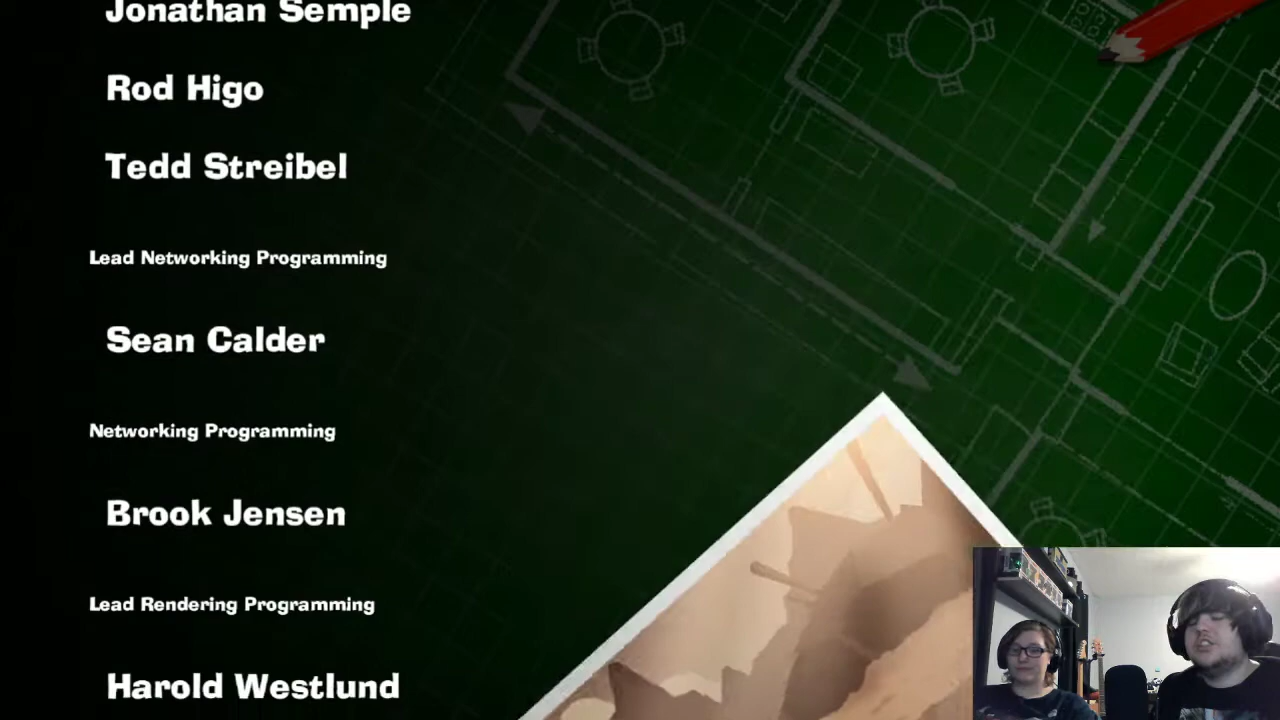 Jonathan Semple
Rod Higo
Tedd Streibel
Lead Networking Programming
Sean Calder
Networking Programming
Brook Jensen
Lead Rendering Programming
Harold Westlund